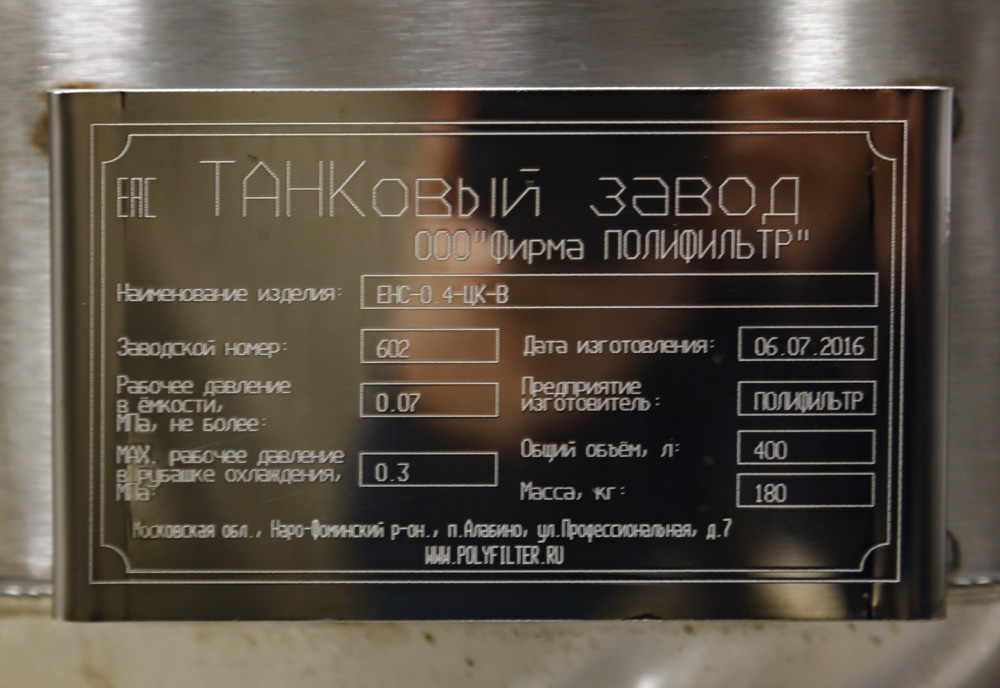 ЕАС ТАНКовый завод
ООО"Фирма ПОЛИФИЛЬТР"
Наименование изделия: ЕНС-0.4-ЦК-В
Заводской номер: 602 Дата изготовления: 06.07.2016
Рабочее давление
в ёмкости,
МПа, не более: 0.07
Предприятие
изготовитель: ПОЛИФИЛЬТР
Общий объём, л: 400
МАХ. рабочее давление
в рубашке охлаждения,
МПа: 0.3
Масса, кг: 180
Московская обл., Наро-Фоминский р-он., п.Алабино, ул.Профессиональная, д.7
WWW.POLYFILTER.RU